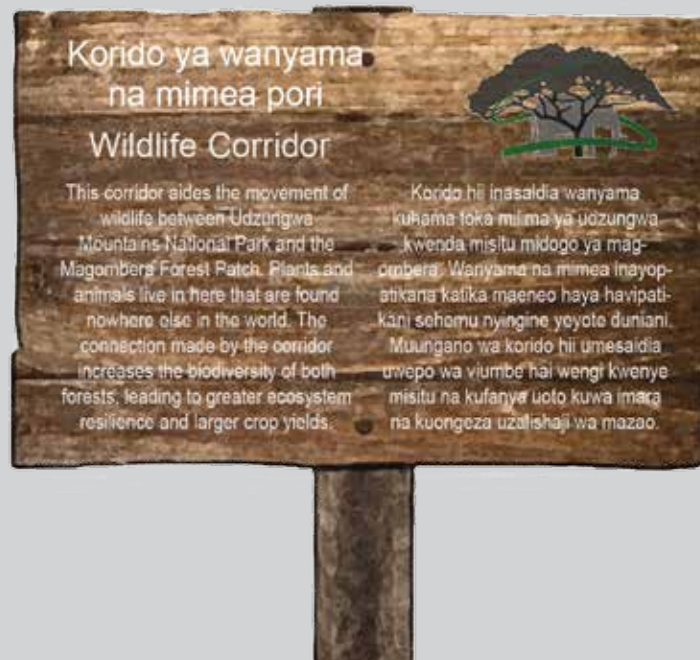 Korido ya wanyama
na mimea pori
Wildlife Corridor
This corridor aides the movement of
wildlife between Udzungwa
Mountains National Park and the
Magombera Forest Patch. Plants and
animals live in here that are found
nowhere else in the world. The
connection made by the corridor
increases the biodiversity of both
forests, leading to greater ecosystem
resilience and larger crop yields.
Korido hii inasaidia wanyama
kuhama toka milima ya udzungwa
kwenda misitu midogo ya mag-
ombera. Wanyama na mimea inayop-
atikana katika maeneo haya havipati-
kani sehemu nyingine yeyote duniani.
Muungano wa korido hii umesaidia
uwepo wa viumbe hai wengi kwenye
misitu na kufanya uoto kuwa imara
na kuongeza uzalishaji wa mazao.